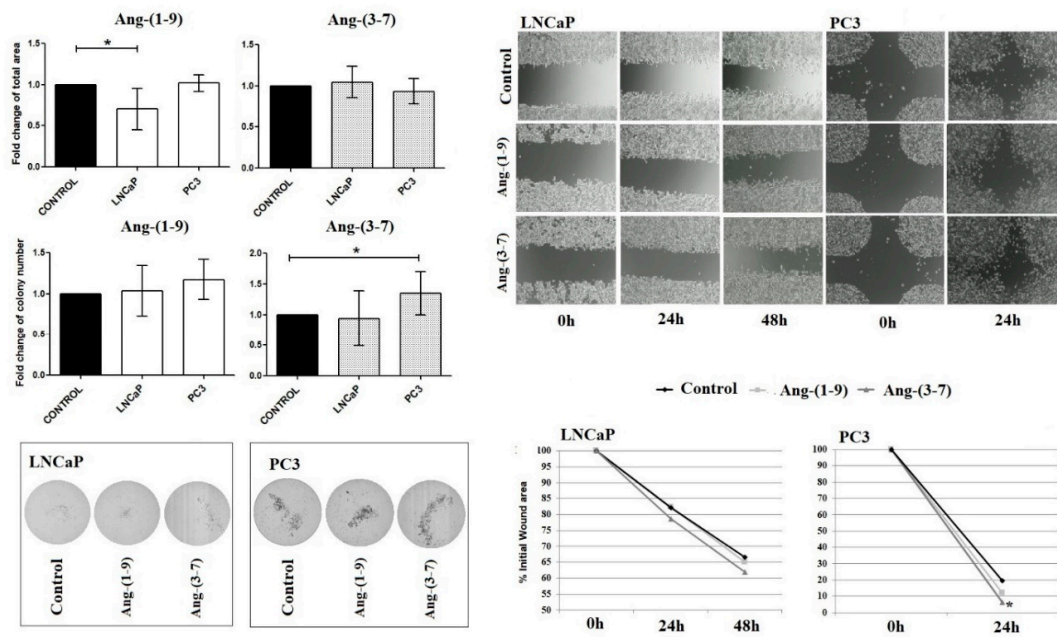 Ang-(1-9)
Fold change of total area
1.5
1.0
0.5
0.0
*
CONTROL
LNCaP
PC3
Ang-(3-7)
1.5
1.0
0.5
0.0
CONTROL
LNCaP
PC3
Ang-(1-9)
Fold change of colony number
1.5
1.0
0.5
0.0
CONTROL
LNCaP
PC3
Ang-(3-7)
2.0
1.5
1.0
0.5
0.0
*
CONTROL
LNCaP
PC3
LNCaP
Control
Ang-(1-9)
Ang-(3-7)
PC3
Control
Ang-(1-9)
Ang-(3-7)
LNCaP
PC3
Control
Ang-(1-9)
Ang-(3-7)
0h
24h
48h
0h
24h
Control
Ang-(1-9)
Ang-(3-7)
LNCaP
% Initial Wound area
100
95
90
85
80
75
70
65
60
55
50
0h
24h
48h
PC3
100
90
80
70
60
50
40
30
20
10
0
*
0h
24h